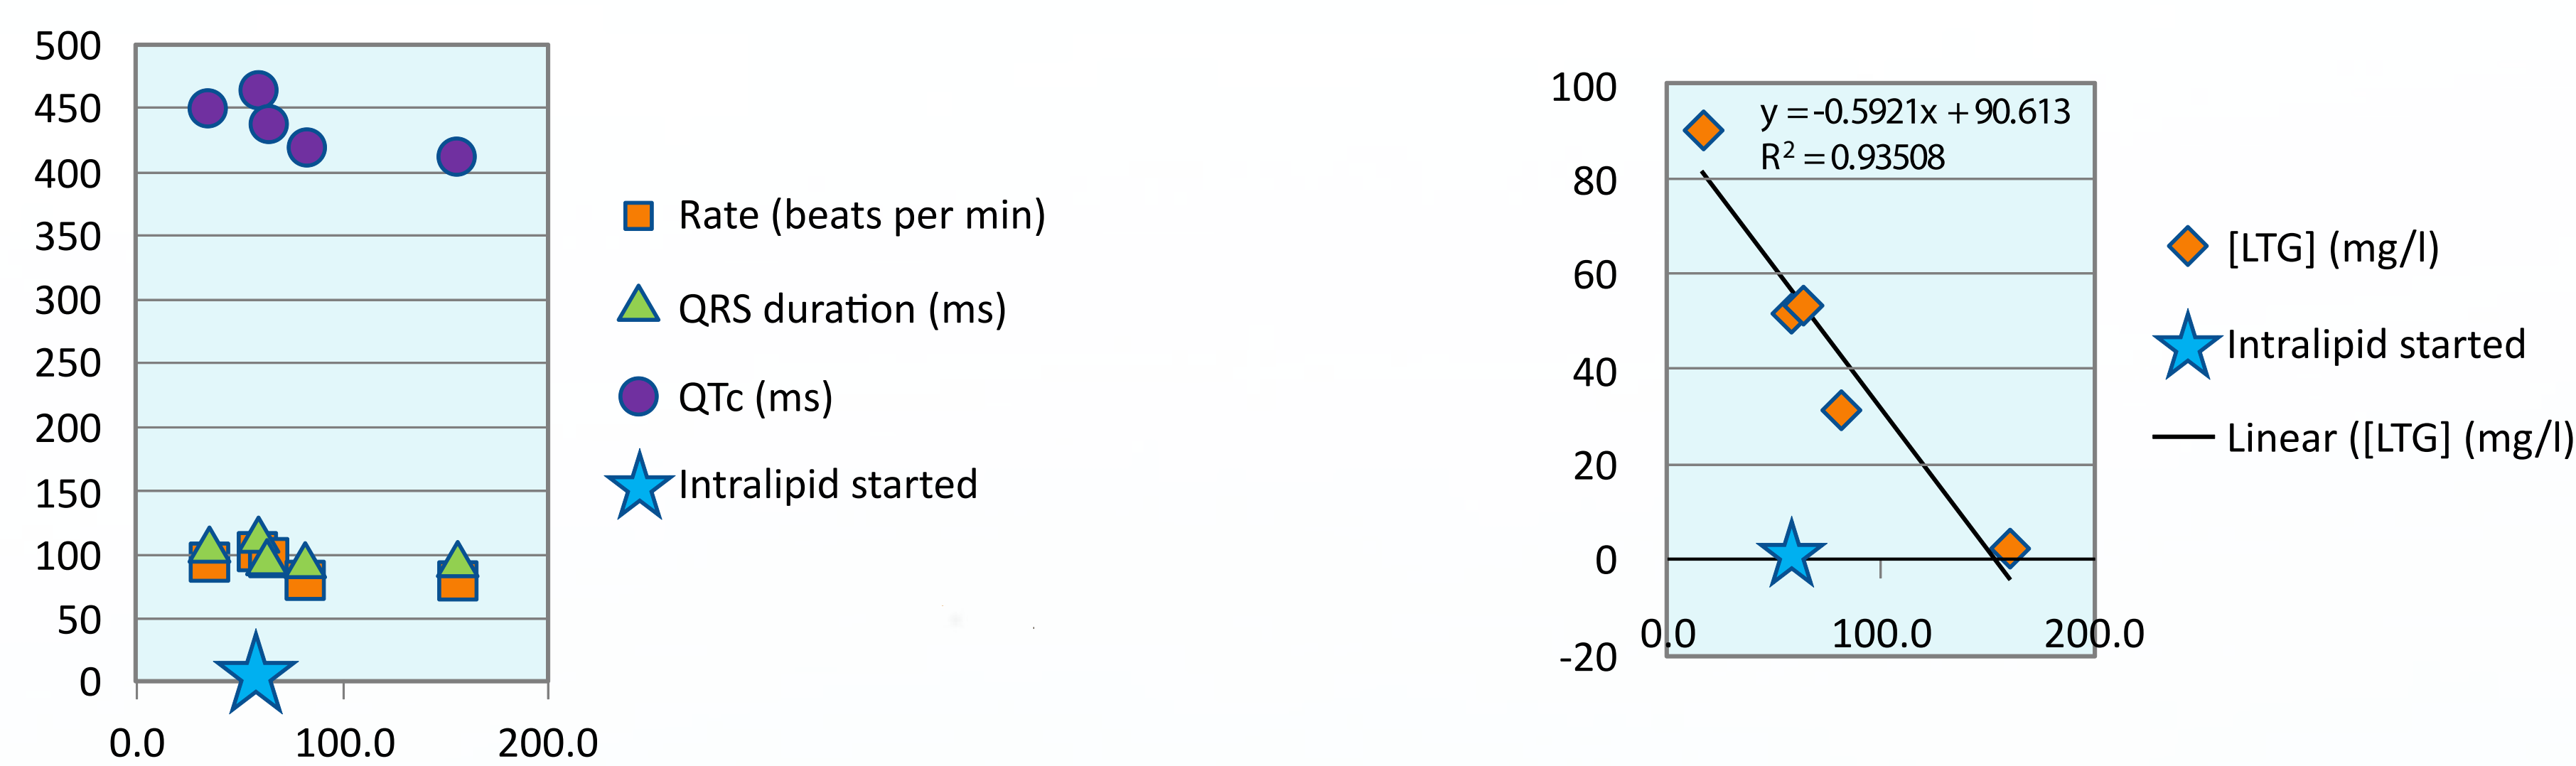 500
450
400
350
300
250
200
150
100
50
0
0.0 100.0 200.0
Rate (beats per min)
QRS duration (ms)
QTc (ms)
Intralipid started
100
80
60
40
20
0
-20
0.0 100.0 200.0
y = -0.5921x + 90.613
R² = 0.93508
[LTG] (mg/l)
Intralipid started
Linear ([LTG] (mg/l)